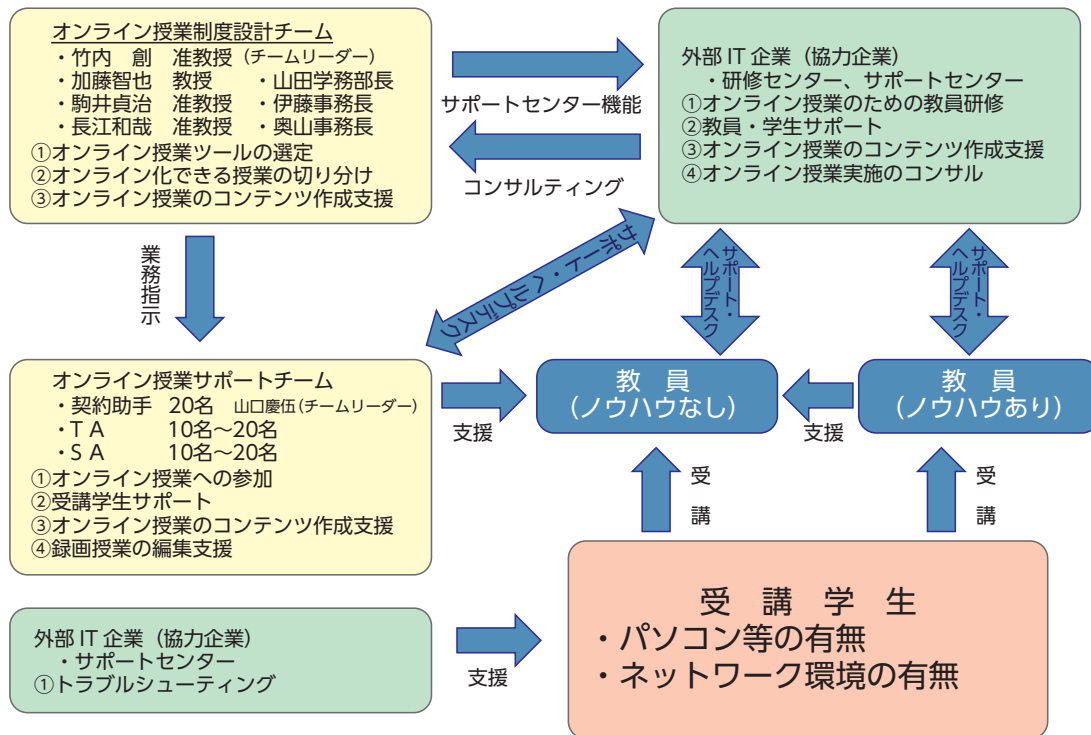 オンライン授業制度設計チーム
・竹内 創 准教授(チームリーダー)
・加藤智也 教授 ・山田学務部長
・駒井貞治 准教授 ・伊藤事務長
・長江和哉 准教授 ・奥山事務長
①オンライン授業ツールの選定
②オンライン化できる授業の切り分け
③オンライン授業のコンテンツ作成支援
サポートセンター機能
コンサルティング
外部IT企業(協力企業)
・研修センター、サポートセンター
①オンライン授業のための教員研修
②教員・学生サポート
③オンライン授業のコンテンツ作成支援
④オンライン授業実施のコンサル
業務指示
サポート・ヘルプデスク
サポート・
ヘルプデスク
サポート・
ヘルプデスク
オンライン授業サポートチーム
・契約助手 20名 山口慶伍(チームリーダー)
・TA 10名〜20名
・SA 10名〜20名
①オンライン授業への参加
②受講学生サポート
③オンライン授業のコンテンツ作成支援
④録画授業の編集支援
支援
教 員
(ノウハウなし)
支援
教 員
(ノウハウあり)
受講
受講
外部IT企業(協力企業)
・サポートセンター
①トラブルシューティング
支援
受 講 学 生
・パソコン等の有無
・ネットワーク環境の有無